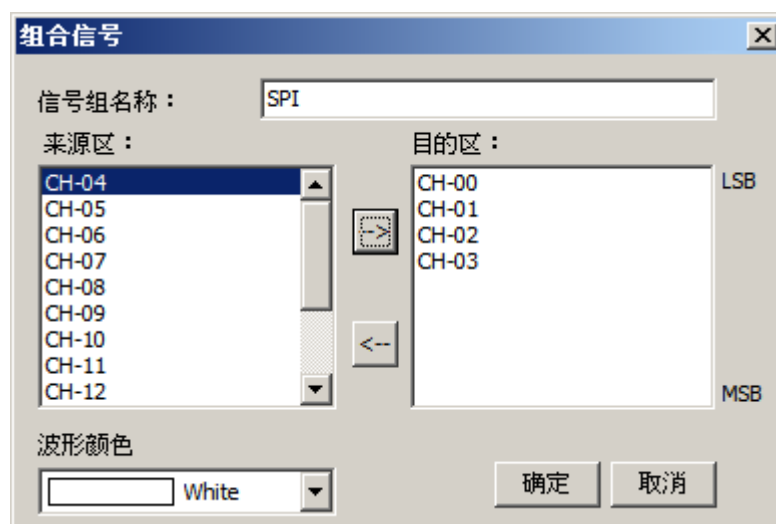 组合信号
信号组名称： SPI
来源区： 目的区：
CH-04
CH-05
CH-06
CH-07
CH-08
CH-09
CH-10
CH-11
CH-12
-->
<--
CH-00
CH-01
CH-02
CH-03
LSB
MSB
波形颜色
White
确定 取消